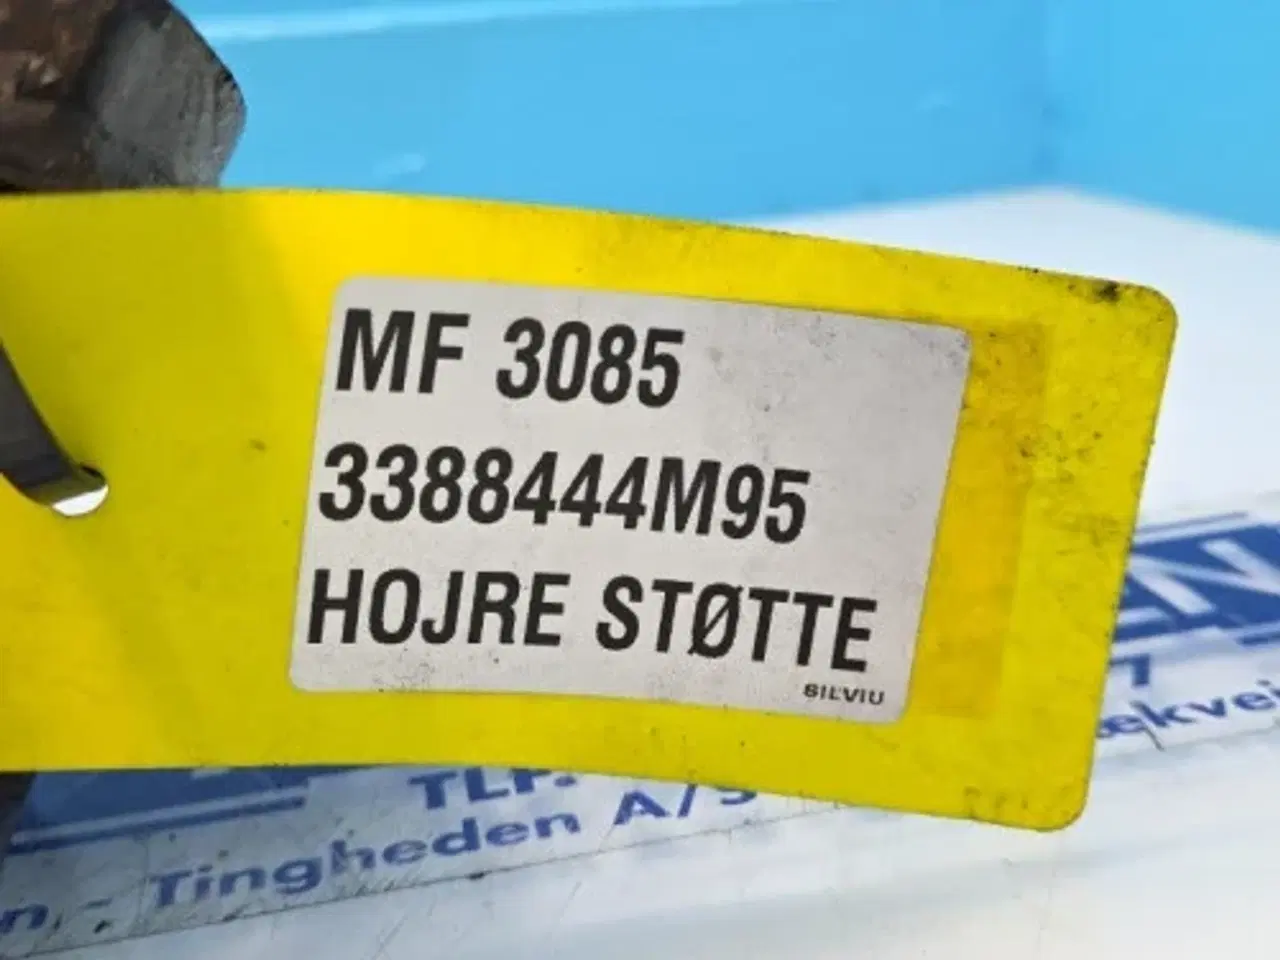 MF 3085
3388444M95
HOJRE STØTTE
SILVIU
TLF.
Tingheden A/S